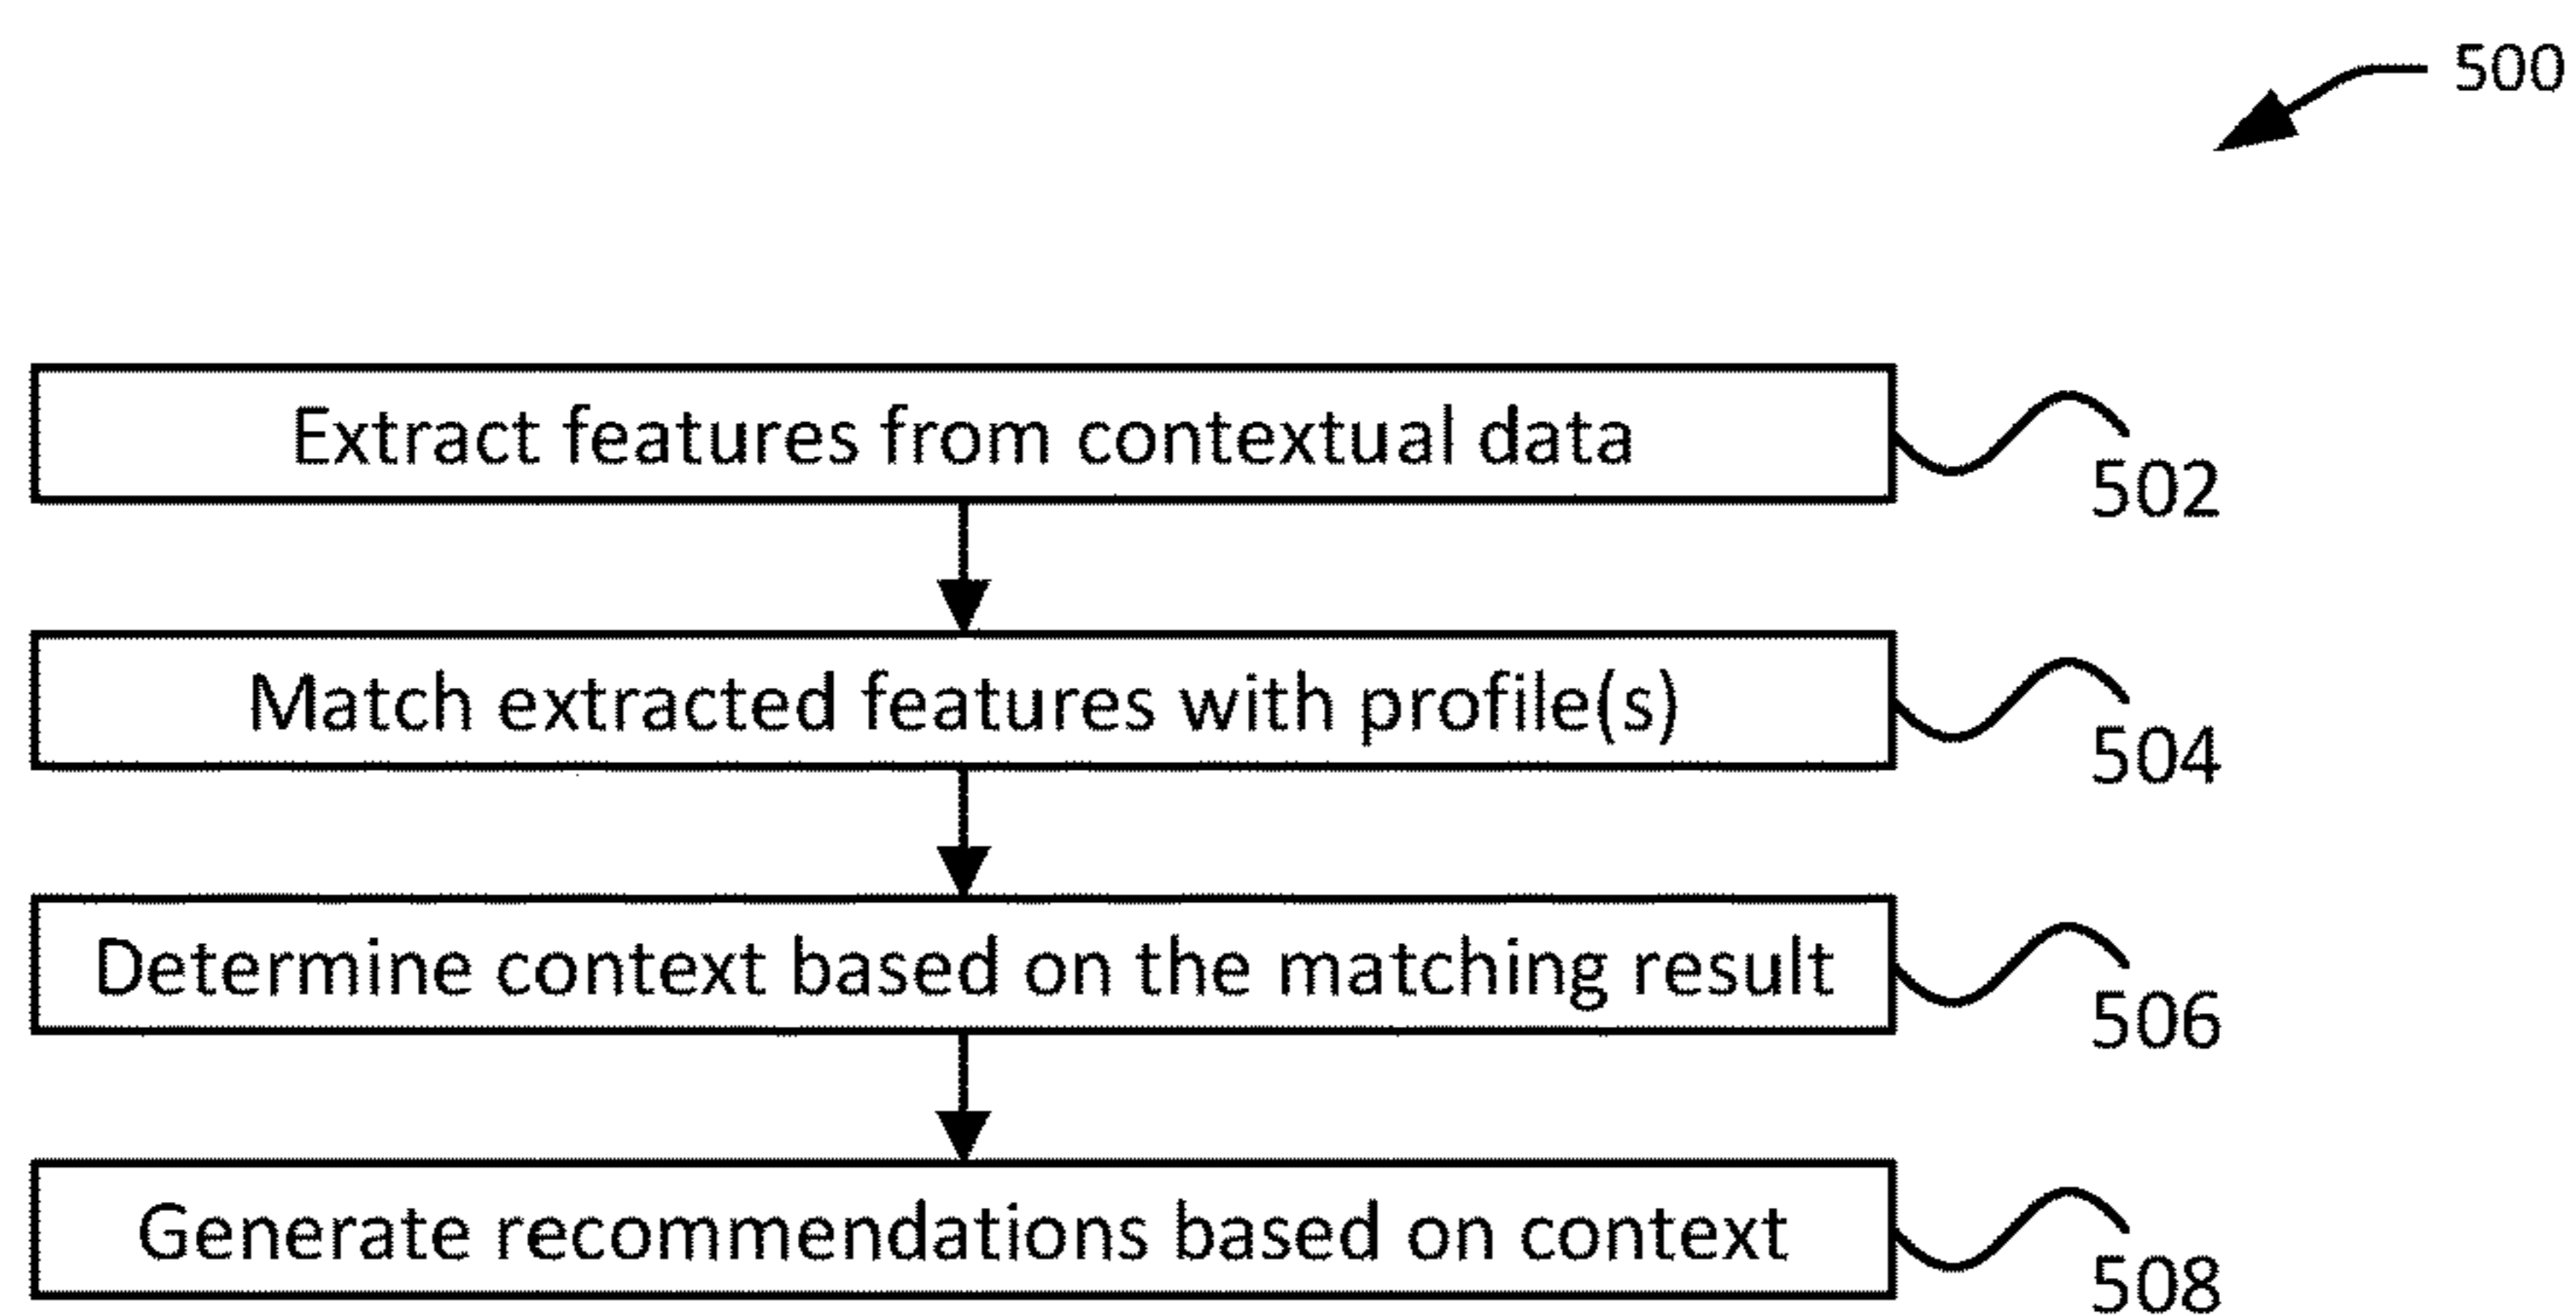 500
Extract features from contextual data
502
Match extracted features with profile(s)
504
Determine context based on the matching result
506
Generate recommendations based on context
508